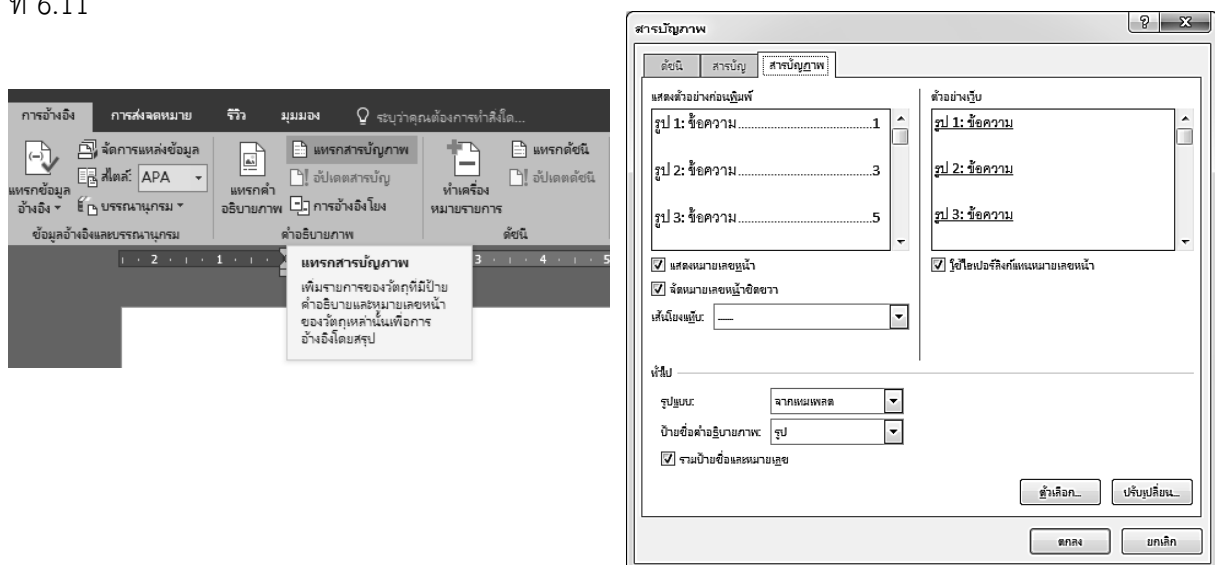 ที่ 6.11
การอ้างอิง การส่งจดหมาย รีวิว มุมมอง ระบุว่าคุณต้องการทำสิ่งใด...
แทรกข้อมูล
อ้างอิง
จัดการแหล่งข้อมูล
สไตล์: APA
บรรณานุกรม
ข้อมูลอ้างอิงและบรรณานุกรม
แทรกคำ
อธิบายภาพ
แทรกสารบัญภาพ
อัปเดตสารบัญ
การอ้างอิงโยง
คำอธิบายภาพ
ทำเครื่อง
หมายรายการ
แทรกดัชนี
อัปเดตดัชนี
ดัชนี
2 1 3 4 5
แทรกสารบัญภาพ
เพิ่มรายการของวัตถุที่มีป้าย
คำอธิบายและหมายเลขหน้า
ของวัตถุเหล่านั้นเพื่อการ
อ้างอิงโดยสรุป
สารบัญภาพ
ดัชนี สารบัญ สารบัญภาพ
แสดงตัวอย่างก่อนพิมพ์
รูป 1: ข้อความ........................1
รูป 2: ข้อความ........................3
รูป 3: ข้อความ........................5
แสดงหมายเลขหน้า
จัดหมายเลขหน้าชิดขวา
เส้นโยงแท็บ: .....
ตัวอย่างเว็บ
รูป 1: ข้อความ
รูป 2: ข้อความ
รูป 3: ข้อความ
ใช้ไฮเปอร์ลิงก์แทนหมายเลขหน้า
ทั่วไป
รูปแบบ: จากแผ่นเพลต
ป้ายชื่อคำอธิบายภาพ: รูป
รวมป้ายชื่อและหมายเลข
ตัวเลือก... ปรับเปลี่ยน...
ตกลง ยกเลิก